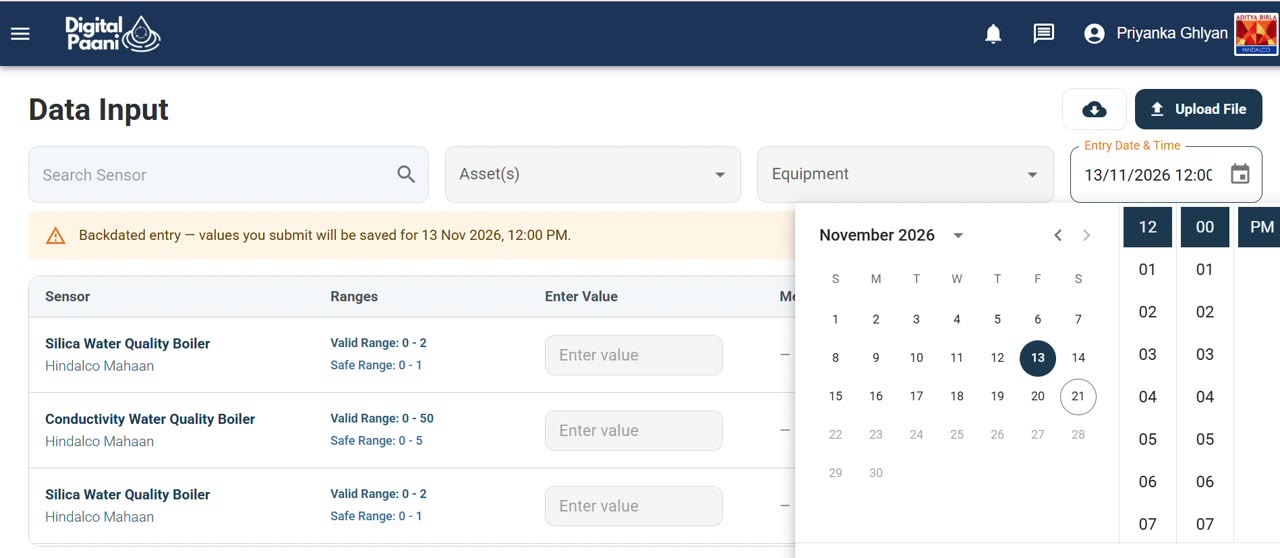 Digital Paani
Priyanka Ghlyan
ADITYA BIRLA
HINDALCO
Data Input
Upload File
Search Sensor
Asset(s)
Equipment
Entry Date & Time
13/11/2026 12:00
Backdated entry — values you submit will be saved for 13 Nov 2026, 12:00 PM.
Sensor Ranges Enter Value
Silica Water Quality Boiler Valid Range: 0 - 2 Enter value —
Hindalco Mahaan Safe Range: 0 - 1
Conductivity Water Quality Boiler Valid Range: 0 - 50 Enter value —
Hindalco Mahaan Safe Range: 0 - 5
Silica Water Quality Boiler Valid Range: 0 - 2 Enter value —
Hindalco Mahaan Safe Range: 0 - 1
November 2026
S M T W T F S
1 2 3 4 5 6 7
8 9 10 11 12 13 14
15 16 17 18 19 20 21
22 23 24 25 26 27 28
29 30
12 00 PM
01 01
02 02
03 03
04 04
05 05
06 06
07 07